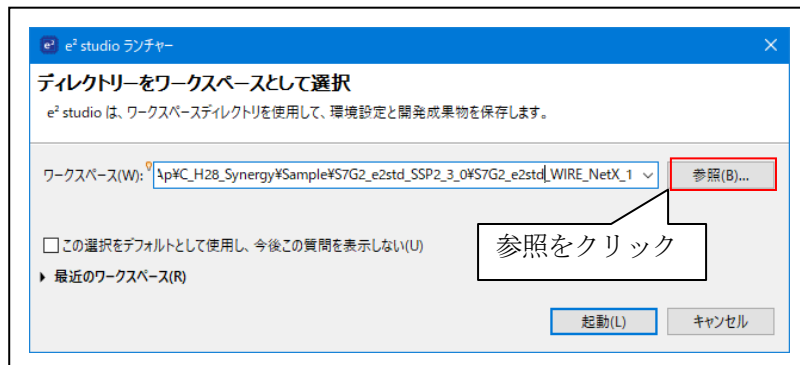 e² studio ランチャー
ディレクトリーをワークスペースとして選択
e² studio は、ワークスペースディレクトリを使用して、環境設定と開発成果物を保存します。
ワークスペース(W): Ap¥C_H28_Synergy¥Sample¥S7G2_e2std_SSP2_3_0¥S7G2_e2std_WIRE_NetX_1 参照(B)...
参照をクリック
この選択をデフォルトとして使用し、今後この質問を表示しない(U)
最近のワークスペース(R)
起動(L) キャンセル